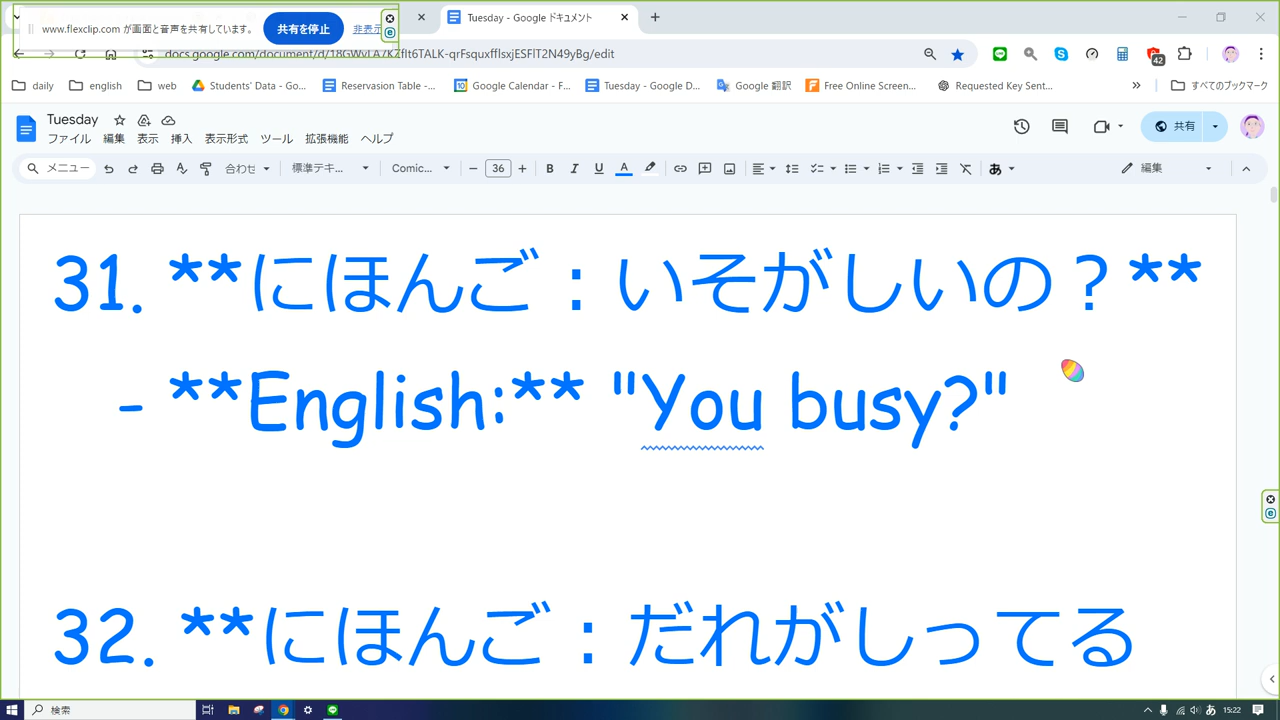 www.flexclip.com が画面と音声を共有しています。 共有を停止 非表示
Tuesday - Google ドキュメント
docs.google.com/document/d/18GWvLA7KZflt6TALK-qrFsquxfflsxjESFlT2N49yBg/edit
42
daily english web Students' Data - Go... Reservasion Table -... Google Calendar - F... Tuesday - Google D... Google 翻訳 Free Online Screen... Requested Key Sent... » すべてのブックマーク
Tuesday
ファイル 編集 表示 挿入 表示形式 ツール 拡張機能 ヘルプ
共有
メニュー 合わせ 標準テキ... Comic... − 36 + B I U A あ 編集
31. **にほんご：いそがしいの？**
- **English:** "You busy?"
32. **にほんご：だれがしってる
検索
あ 15:22